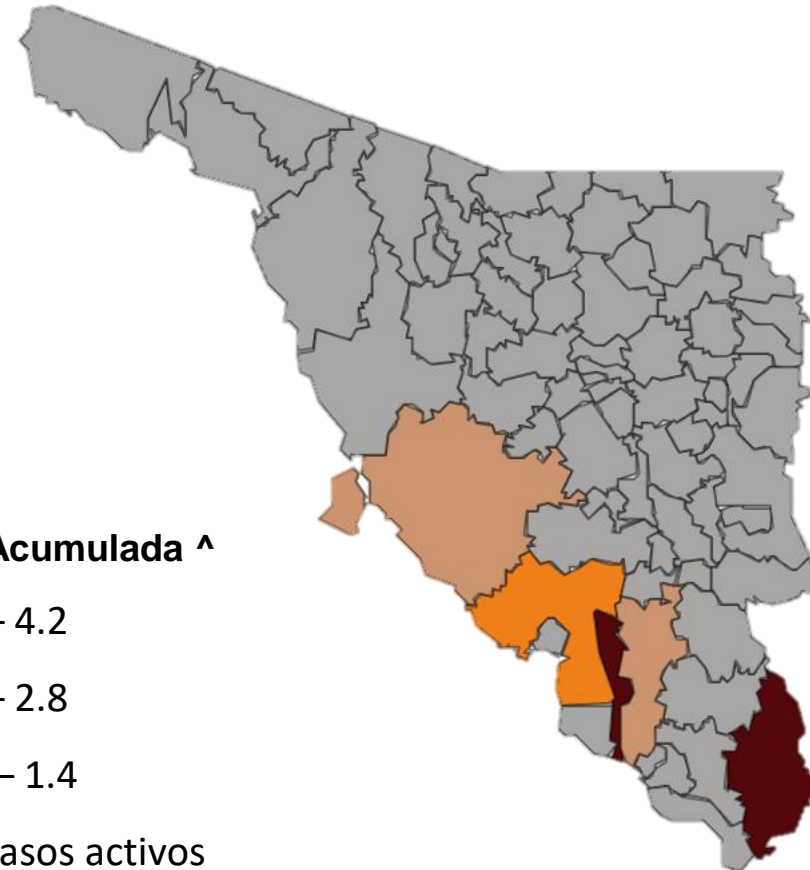 Acumulada ^
– 4.2
– 2.8
– 1.4
asos activos